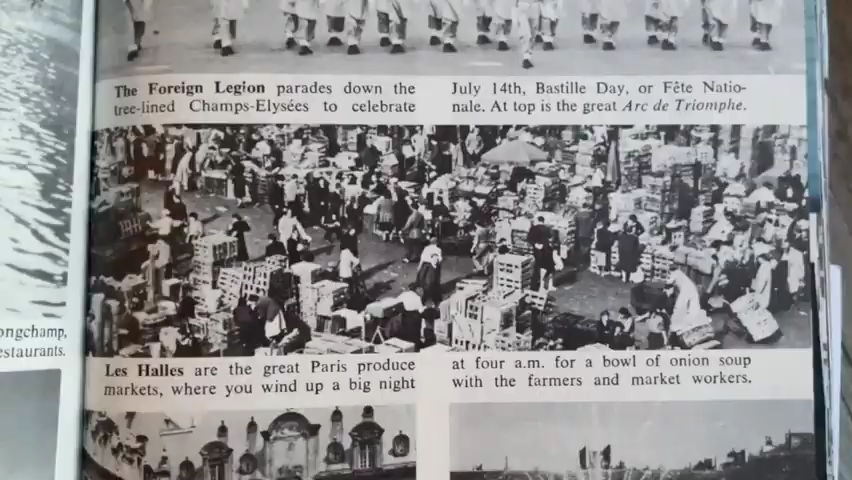 The Foreign Legion parades down the
tree-lined Champs-Elysées to celebrate
July 14th, Bastille Day, or Fête Natio-
nale. At top is the great Arc de Triomphe.
ongchamp,
estaurants.
Les Halles are the great Paris produce
markets, where you wind up a big night
at four a.m. for a bowl of onion soup
with the farmers and market workers.